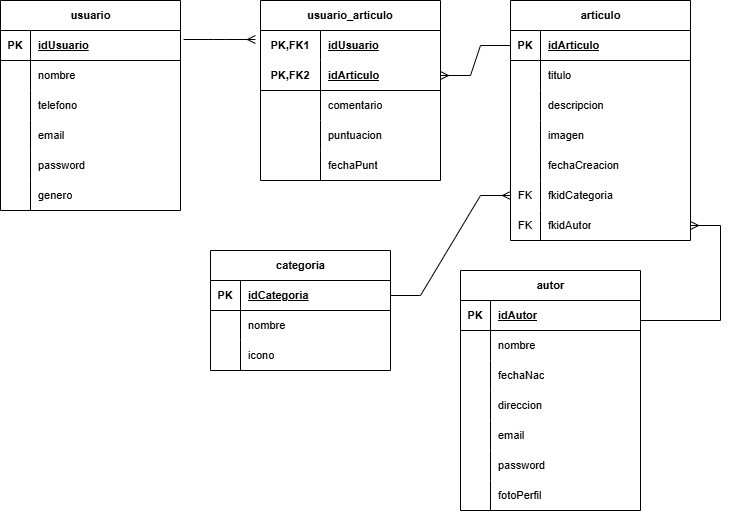 usuario
PK idUsuario
nombre
telefono
email
password
genero
usuario_articulo
PK,FK1 idUsuario
PK,FK2 idArticulo
comentario
puntuacion
fechaPunt
articulo
PK idArticulo
titulo
descripcion
imagen
fechaCreacion
FK fkidCategoria
FK fkidAutor
categoria
PK idCategoria
nombre
icono
autor
PK idAutor
nombre
fechaNac
direccion
email
password
fotoPerfil